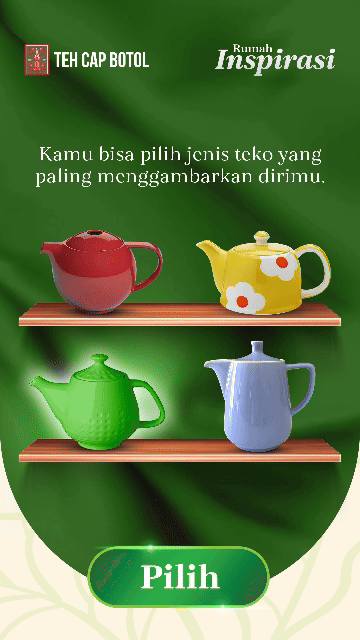 TEH CAP BOTOL
Rumah
Inspirasi
Kamu bisa pilih jenis teko yang
paling menggambarkan dirimu.
Pilih